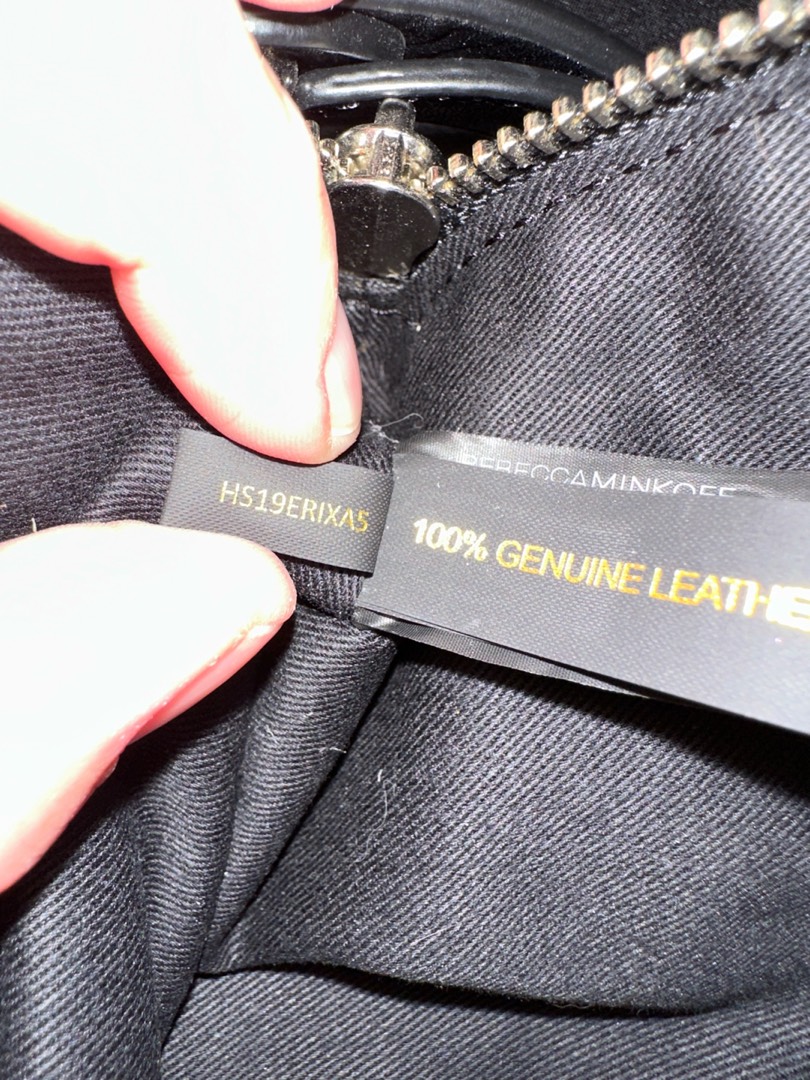 REBECCAMINKOFF
HS19ERIXA5
100% GENUINE LEATHE